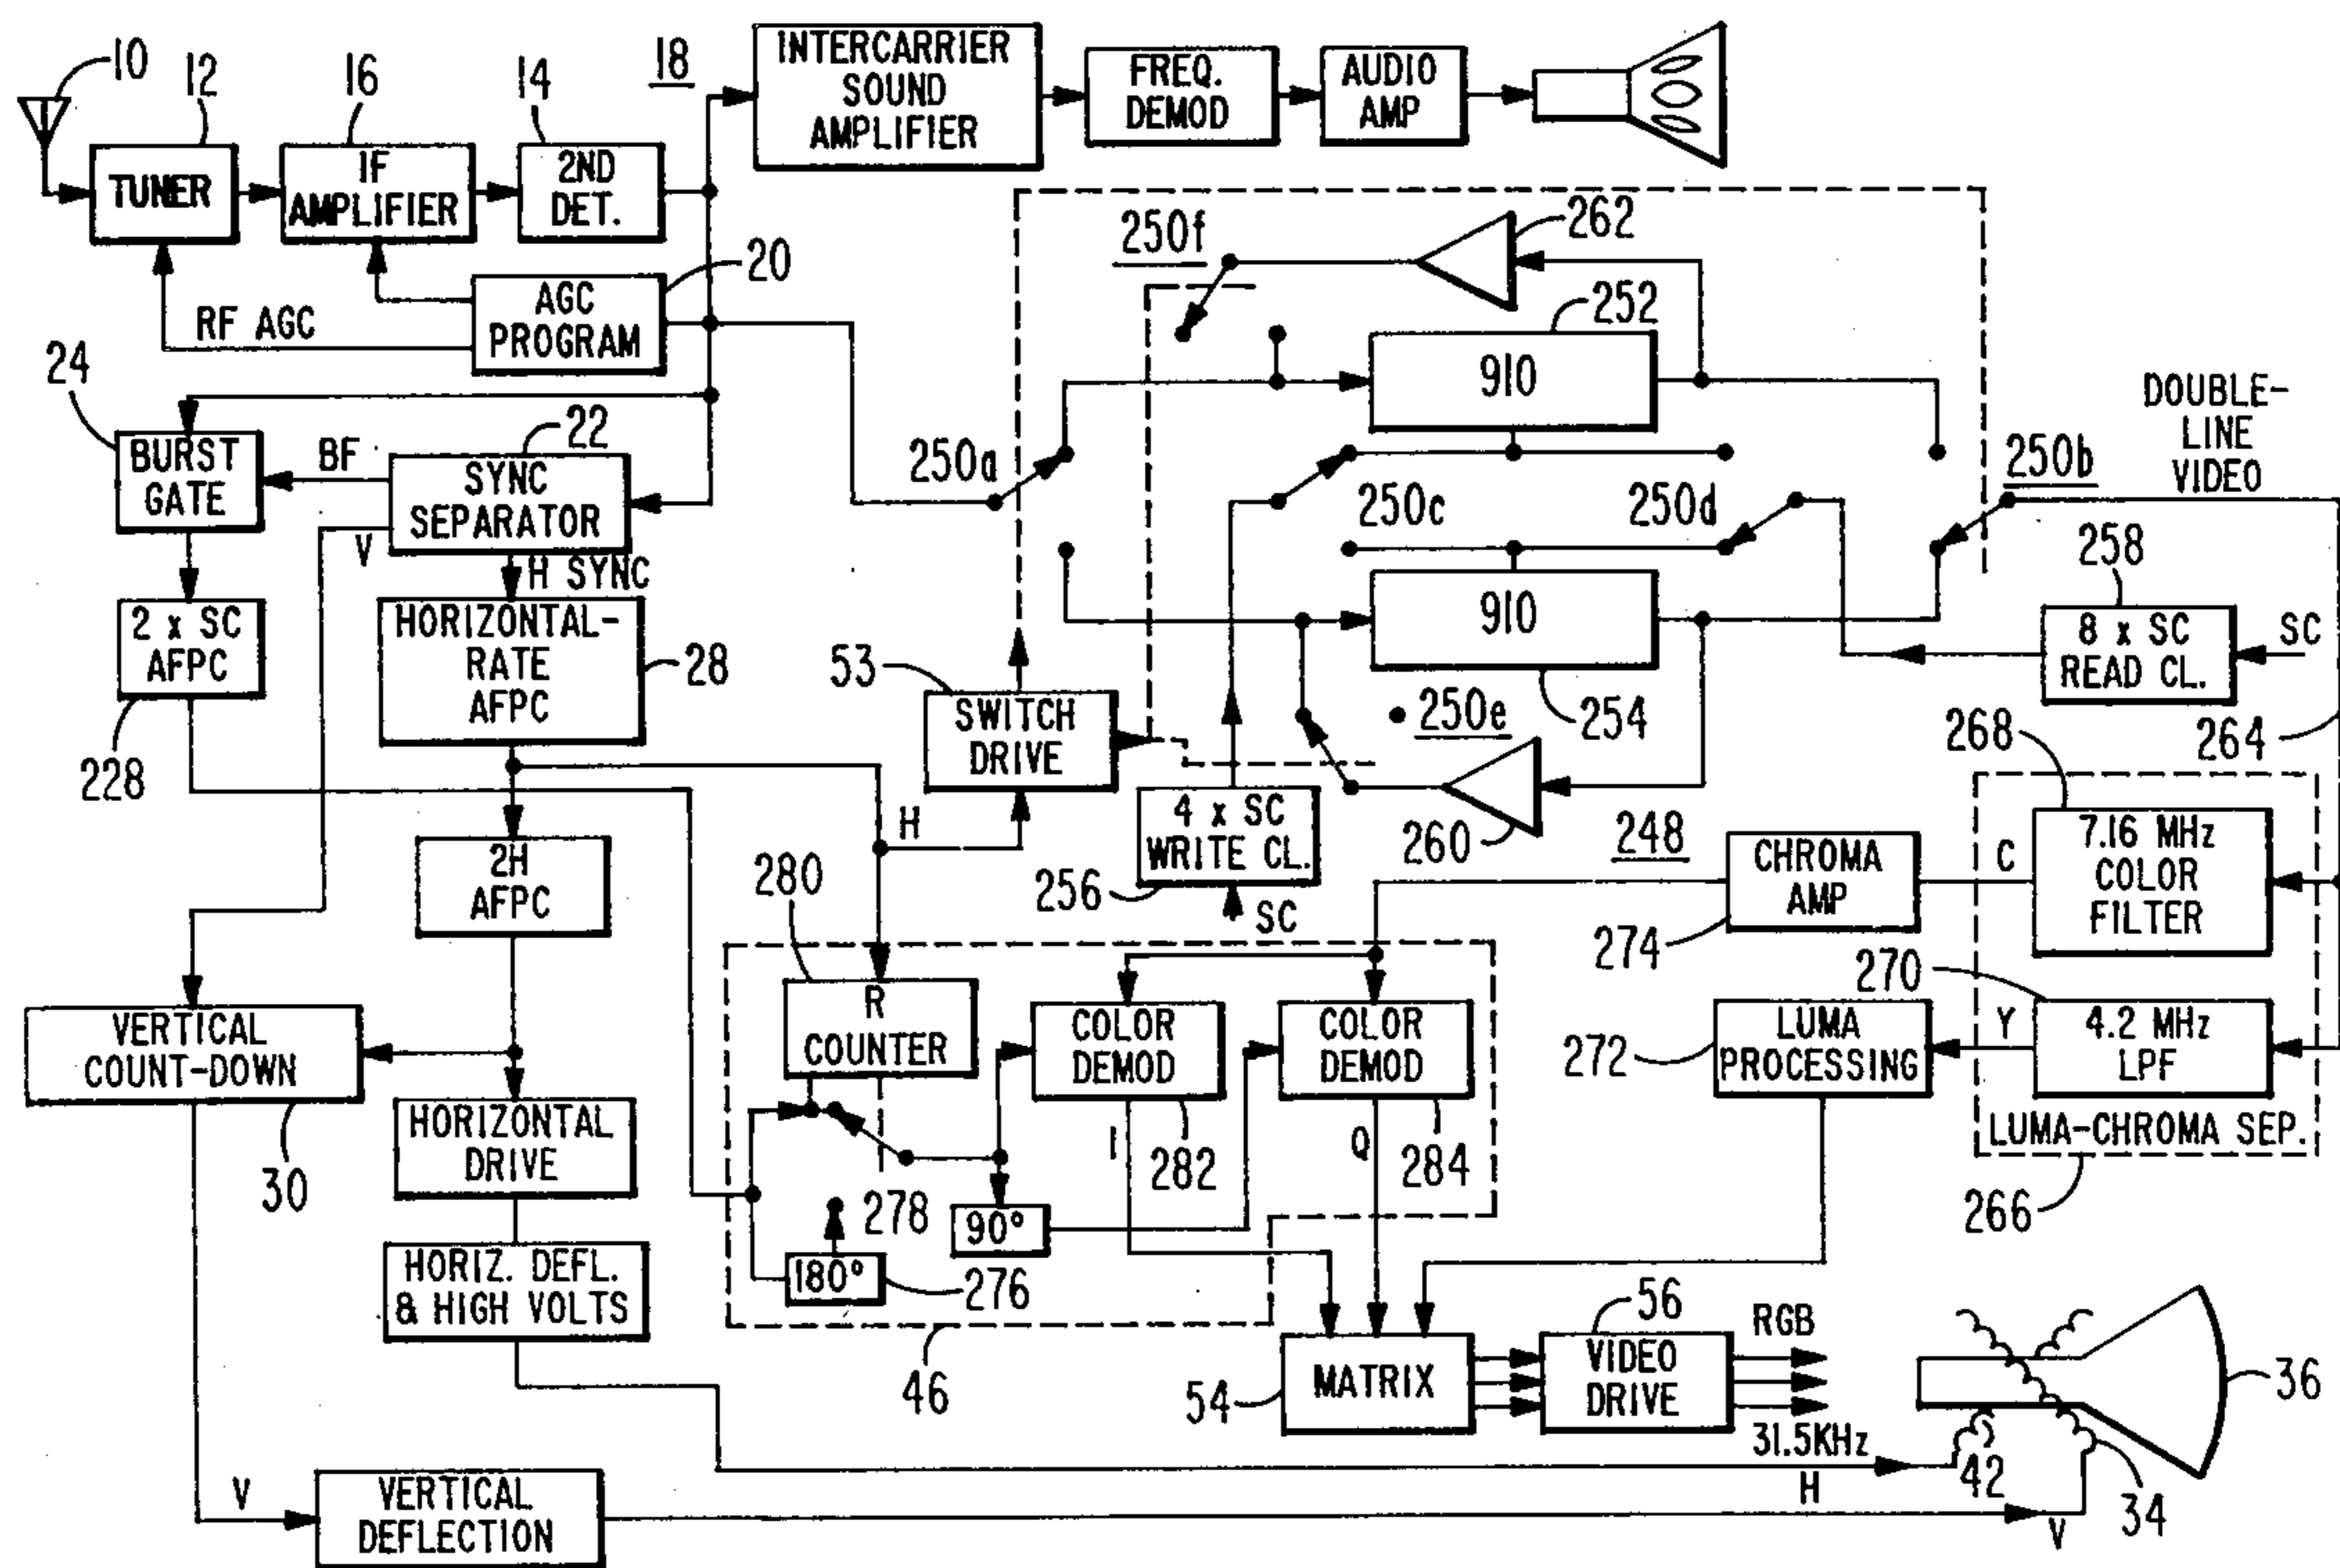 10
12
TUNER
16
IF
AMPLIFIER
14
2ND
DET.
18
INTERCARRIER
SOUND
AMPLIFIER
FREQ.
DEMOD
AUDIO
AMP
20
AGC
PROGRAM
RF AGC
24
BURST
GATE
BF
22
SYNC
SEPARATOR
V
H SYNC
2 x SC
AFPC
228
HORIZONTAL-
RATE
AFPC
28
2H
AFPC
VERTICAL
COUNT-DOWN
30
HORIZONTAL
DRIVE
HORIZ. DEFL.
& HIGH VOLTS
V
VERTICAL
DEFLECTION
250a
250f
262
252
910
250c
250d
250b
DOUBLE-
LINE
VIDEO
910
254
250e
260
258
8 x SC
READ CL.
SC
264
53
SWITCH
DRIVE
H
4 x SC
WRITE CL.
256
SC
248
CHROMA
AMP
274
C
268
7.16 MHz
COLOR
FILTER
270
4.2 MHz
LPF
Y
LUMA
PROCESSING
272
LUMA-CHROMA SEP.
266
280
R
COUNTER
COLOR
DEMOD
282
I
COLOR
DEMOD
284
Q
278
90°
180°
276
46
MATRIX
54
56
VIDEO
DRIVE
RGB
31.5KHz
H
V
42
34
36